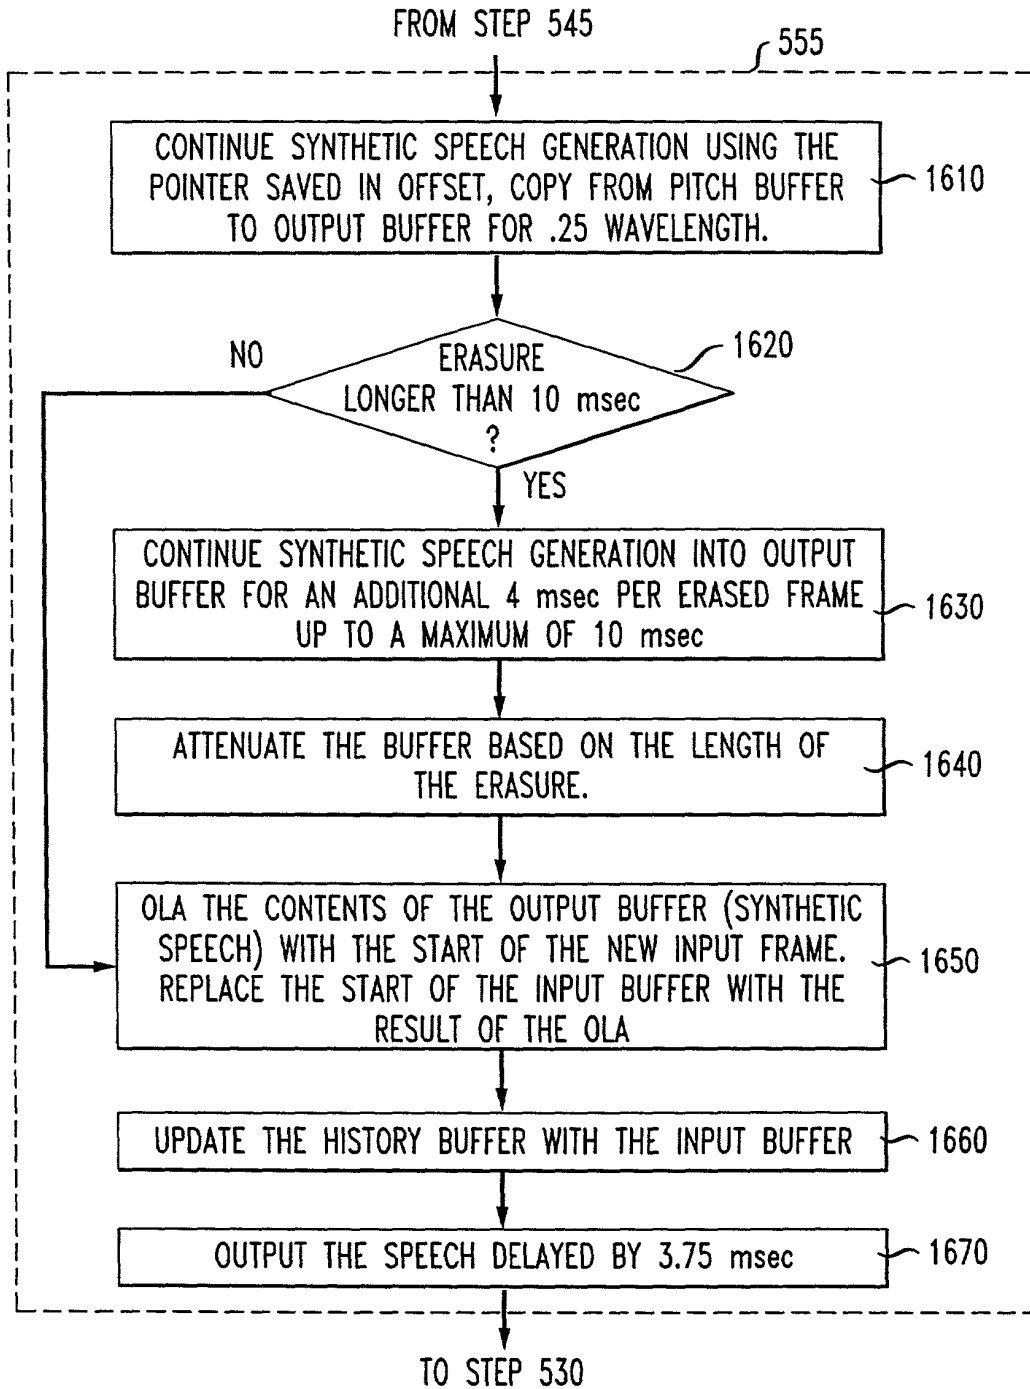 FROM STEP 545
555
CONTINUE SYNTHETIC SPEECH GENERATION USING THE
POINTER SAVED IN OFFSET, COPY FROM PITCH BUFFER
TO OUTPUT BUFFER FOR .25 WAVELENGTH.
1610
NO
ERASURE
LONGER THAN 10 msec
?
1620
YES
CONTINUE SYNTHETIC SPEECH GENERATION INTO OUTPUT
BUFFER FOR AN ADDITIONAL 4 msec PER ERASED FRAME
UP TO A MAXIMUM OF 10 msec
1630
ATTENUATE THE BUFFER BASED ON THE LENGTH OF
THE ERASURE.
1640
OLA THE CONTENTS OF THE OUTPUT BUFFER (SYNTHETIC
SPEECH) WITH THE START OF THE NEW INPUT FRAME.
REPLACE THE START OF THE INPUT BUFFER WITH THE
RESULT OF THE OLA
1650
UPDATE THE HISTORY BUFFER WITH THE INPUT BUFFER
1660
OUTPUT THE SPEECH DELAYED BY 3.75 msec
1670
TO STEP 530